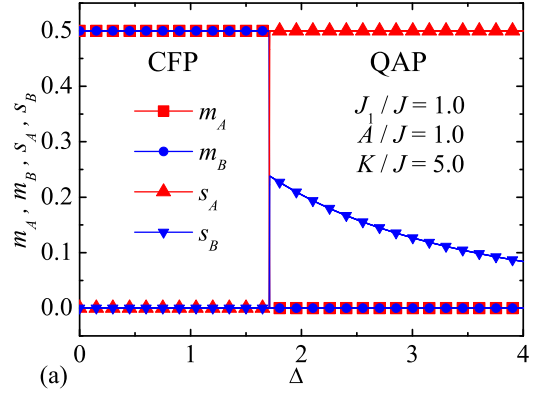 0.5
0.4
0.3
0.2
0.1
0.0
m_A , m_B , s_A , s_B
CFP
QAP
J_1 / J = 1.0
A / J = 1.0
K / J = 5.0
m_A
m_B
s_A
s_B
0 1 2 3 4
(a)
Δ